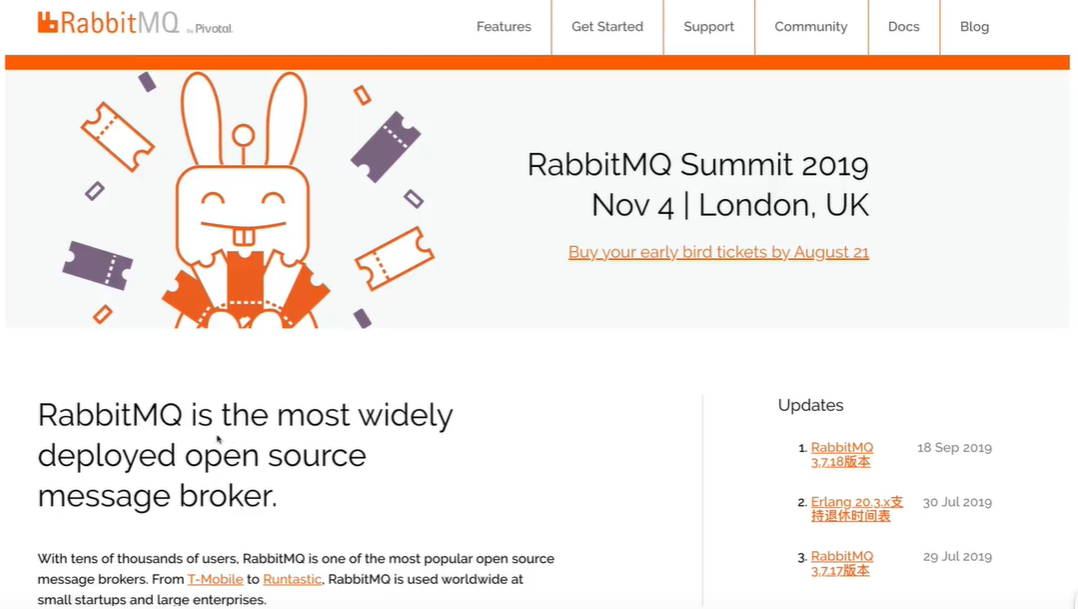 RabbitMQ by Pivotal.
Features Get Started Support Community Docs Blog
RabbitMQ Summit 2019
Nov 4 | London, UK
Buy your early bird tickets by August 21
RabbitMQ is the most widely
deployed open source
message broker.
With tens of thousands of users, RabbitMQ is one of the most popular open source
message brokers. From T-Mobile to Runtastic, RabbitMQ is used worldwide at
small startups and large enterprises.
Updates
1. RabbitMQ 18 Sep 2019
3.7.18版本
2. Erlang 20.3.x支 30 Jul 2019
持退休时间表
3. RabbitMQ 29 Jul 2019
3.7.17版本